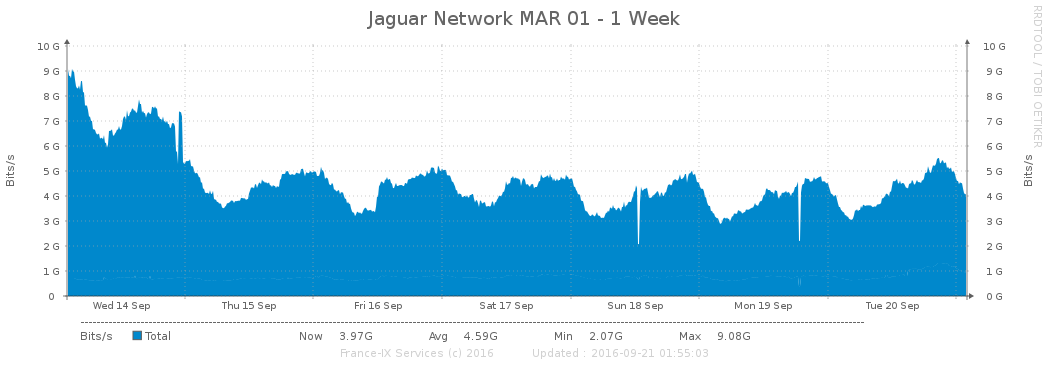 Jaguar Network MAR 01 - 1 Week
RRDTOOL / TOBI OETIKER
Bits/s
Bits/s
10 G 10 G
9 G 9 G
8 G 8 G
7 G 7 G
6 G 6 G
5 G 5 G
4 G 4 G
3 G 3 G
2 G 2 G
1 G 1 G
0 0 G
Wed 14 Sep Thu 15 Sep Fri 16 Sep Sat 17 Sep Sun 18 Sep Mon 19 Sep Tue 20 Sep
Bits/s Total Now 3.97G Avg 4.59G Min 2.07G Max 9.08G
France-IX Services (c) 2016 Updated : 2016-09-21 01:55:03